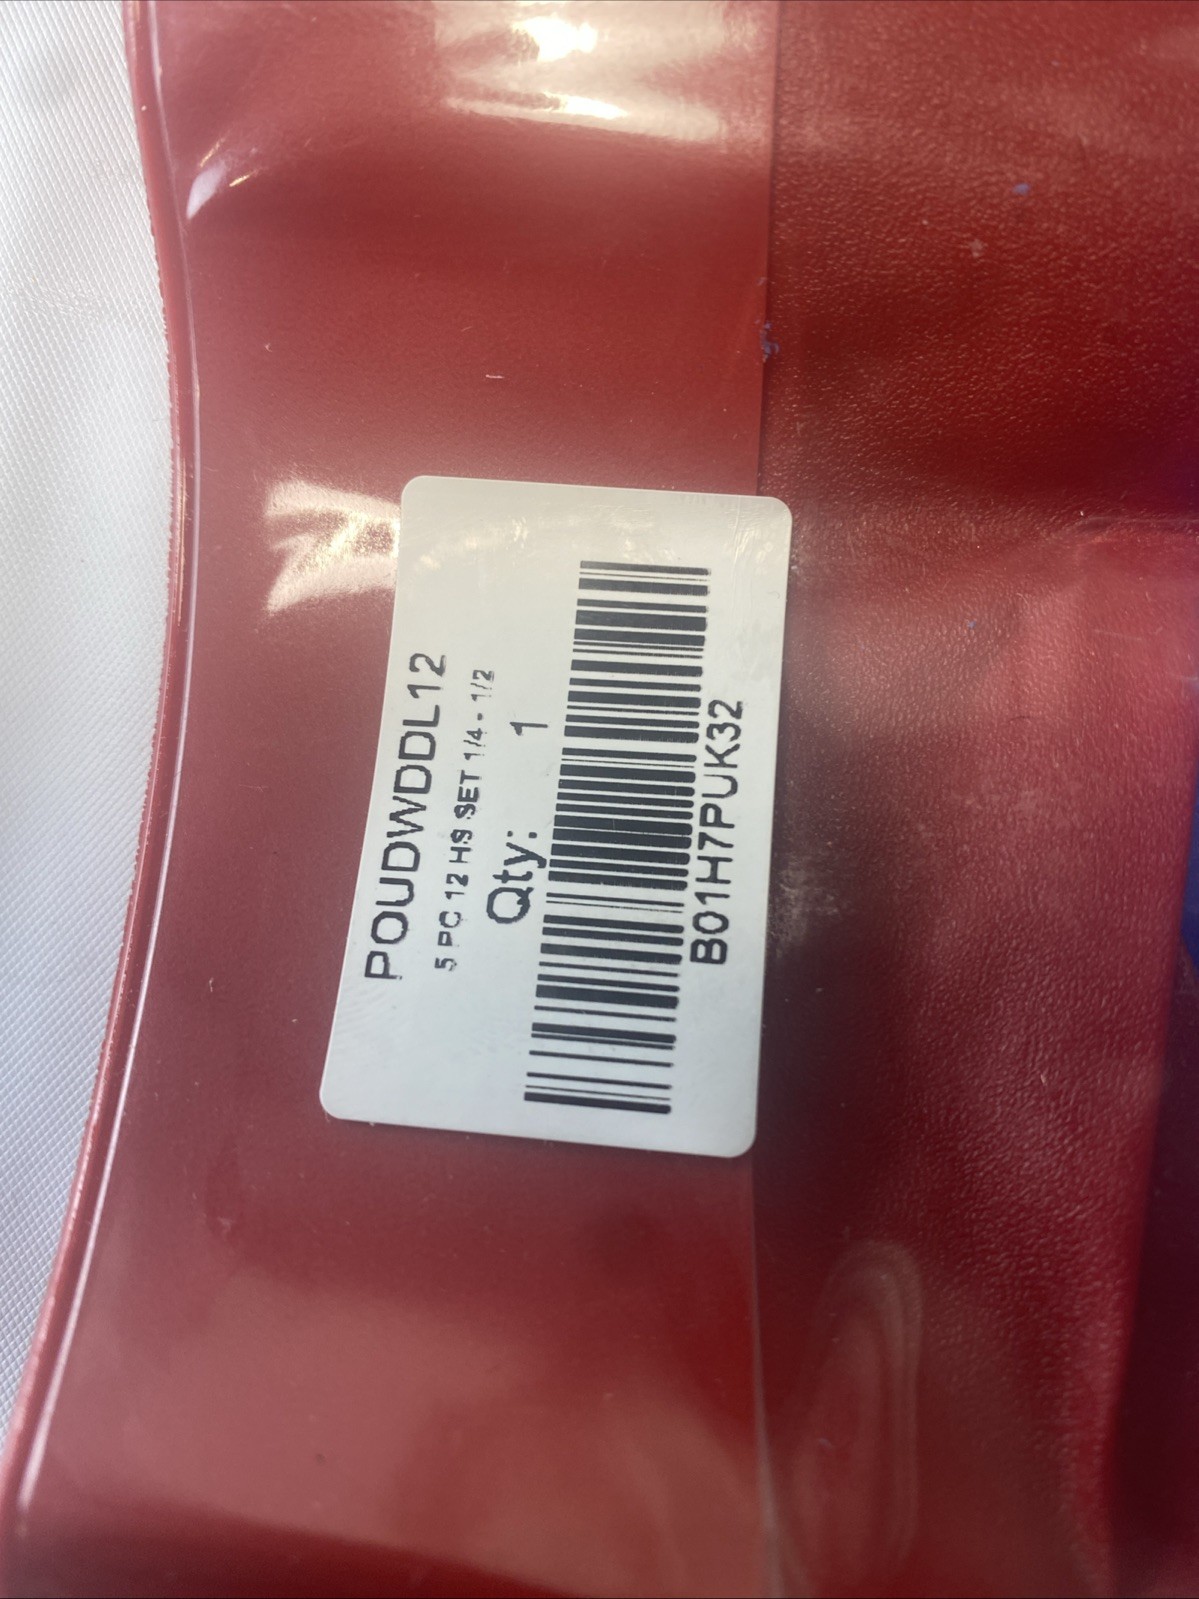 POUDWDDL12
5 PC 12 HS SET 1/4 - 1/2
Qty: 1
B01H7PUK32